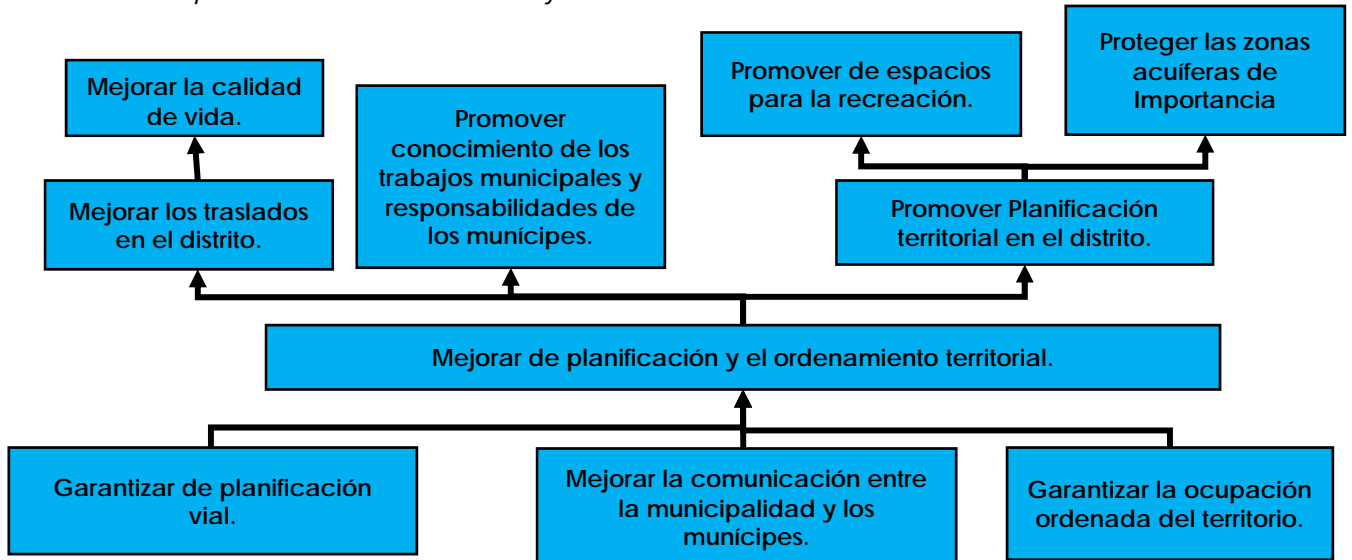 Mejorar la calidad
de vida.
Promover de espacios
para la recreación.
Proteger las zonas
acuíferas de
Importancia
Mejorar los traslados
en el distrito.
Promover
conocimiento de los
trabajos municipales y
responsabilidades de
los munícipes.
Promover Planificación
territorial en el distrito.
Mejorar de planificación y el ordenamiento territorial.
Garantizar de planificación
vial.
Mejorar la comunicación entre
la municipalidad y los
munícipes.
Garantizar la ocupación
ordenada del territorio.